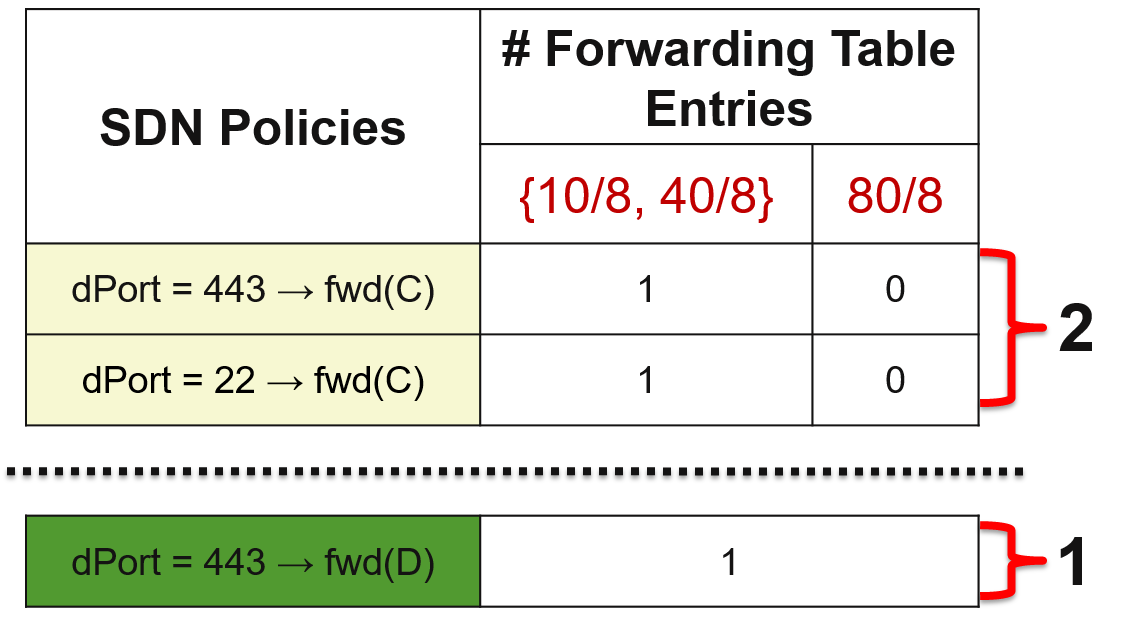 # Forwarding Table
Entries
SDN Policies
{10/8, 40/8}
80/8
dPort = 443 → fwd(C)
1
0
dPort = 22 → fwd(C)
1
0
2
dPort = 443 → fwd(D)
1
1